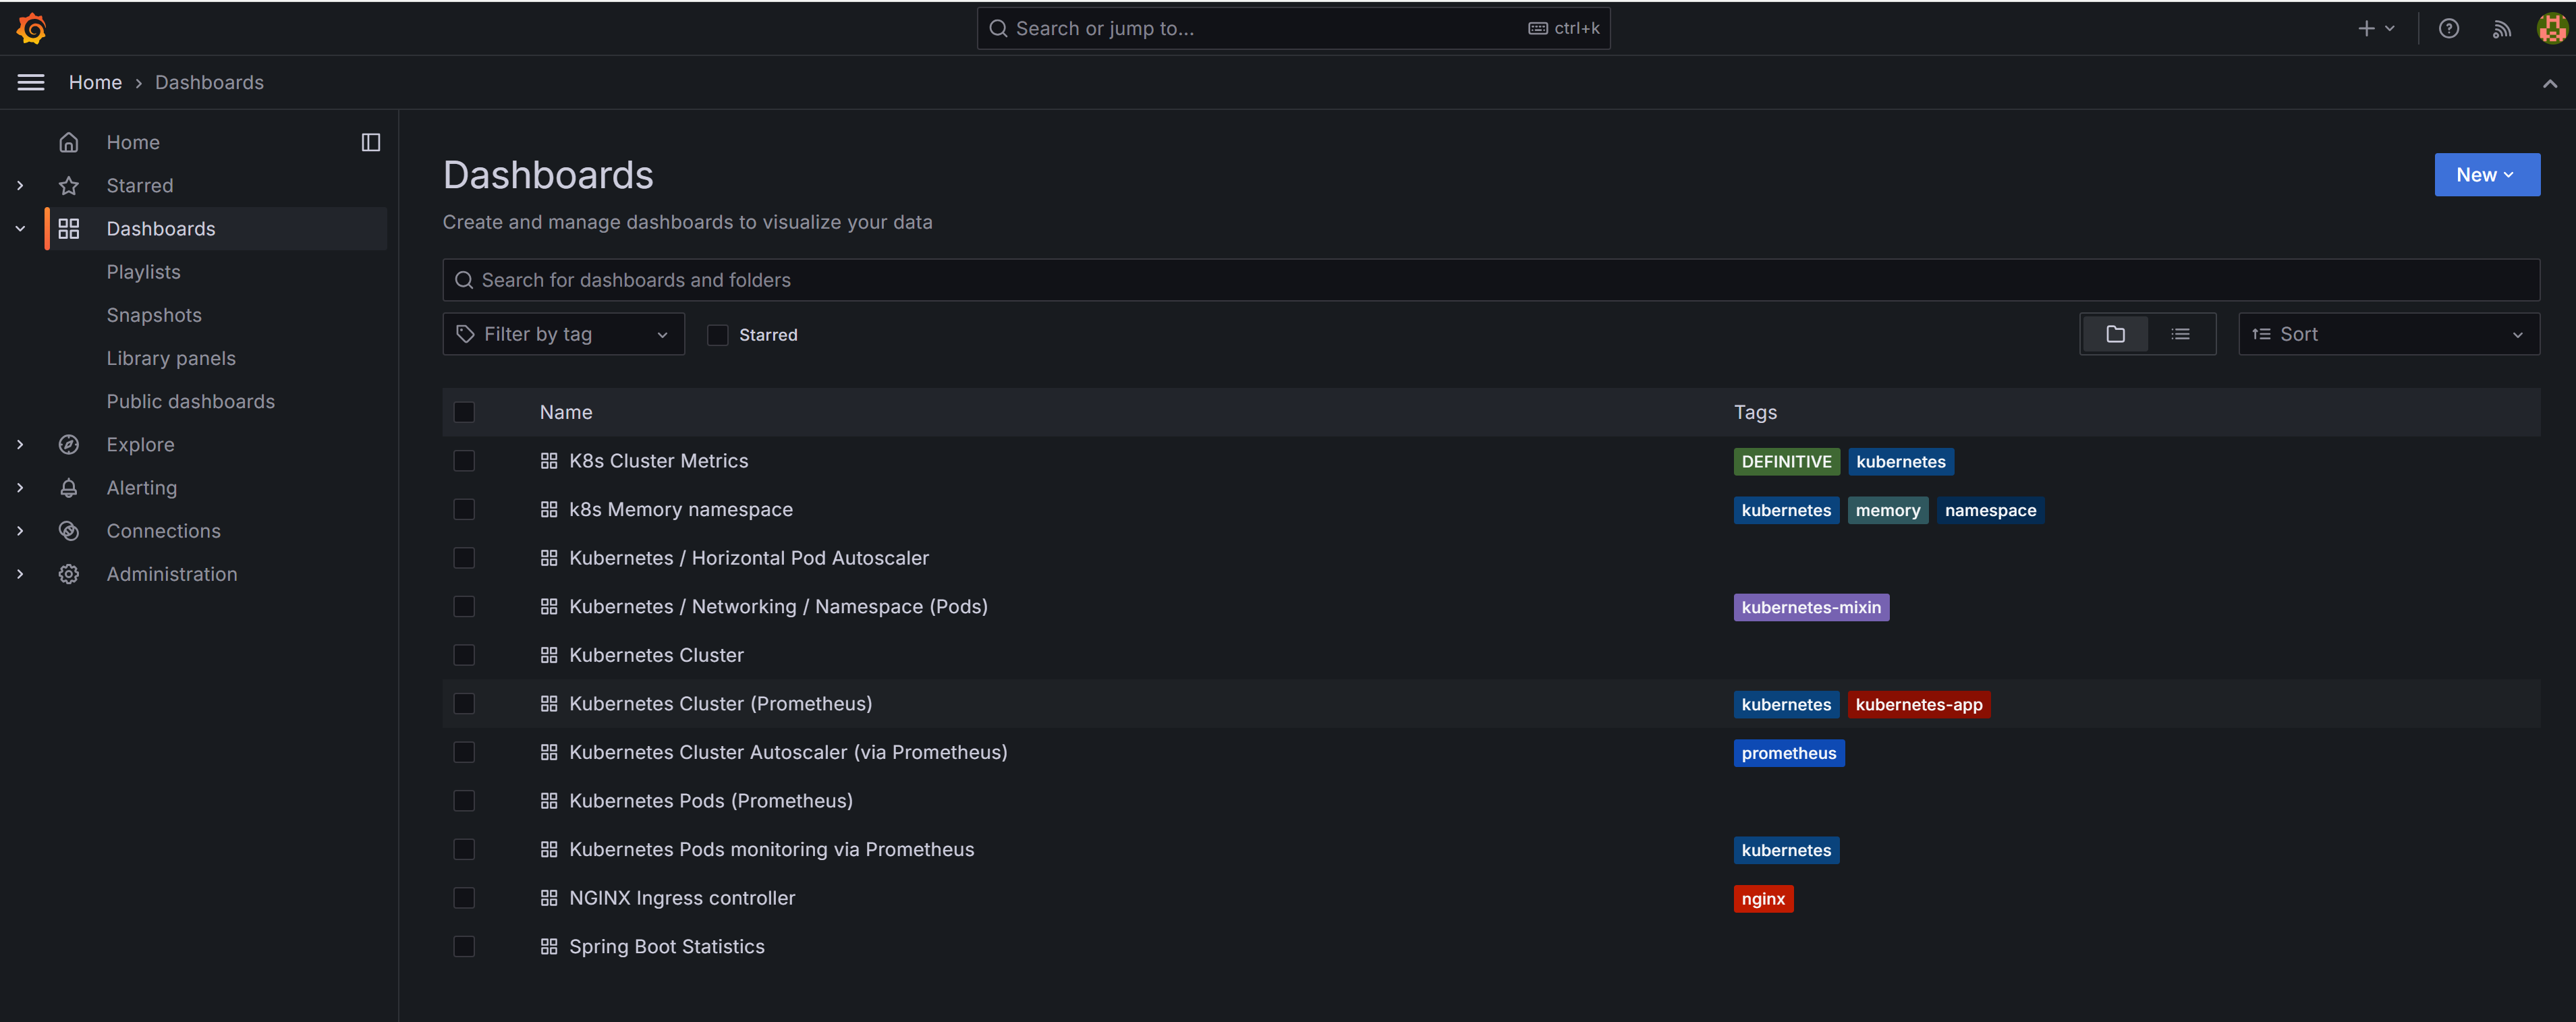 Search or jump to... ctrl+k
Home > Dashboards
Home
Starred
Dashboards
Playlists
Snapshots
Library panels
Public dashboards
Explore
Alerting
Connections
Administration
Dashboards
New
Create and manage dashboards to visualize your data
Search for dashboards and folders
Filter by tag Starred Sort
Name Tags
K8s Cluster Metrics DEFINITIVE kubernetes
k8s Memory namespace kubernetes memory namespace
Kubernetes / Horizontal Pod Autoscaler
Kubernetes / Networking / Namespace (Pods) kubernetes-mixin
Kubernetes Cluster
Kubernetes Cluster (Prometheus) kubernetes kubernetes-app
Kubernetes Cluster Autoscaler (via Prometheus) prometheus
Kubernetes Pods (Prometheus)
Kubernetes Pods monitoring via Prometheus kubernetes
NGINX Ingress controller nginx
Spring Boot Statistics